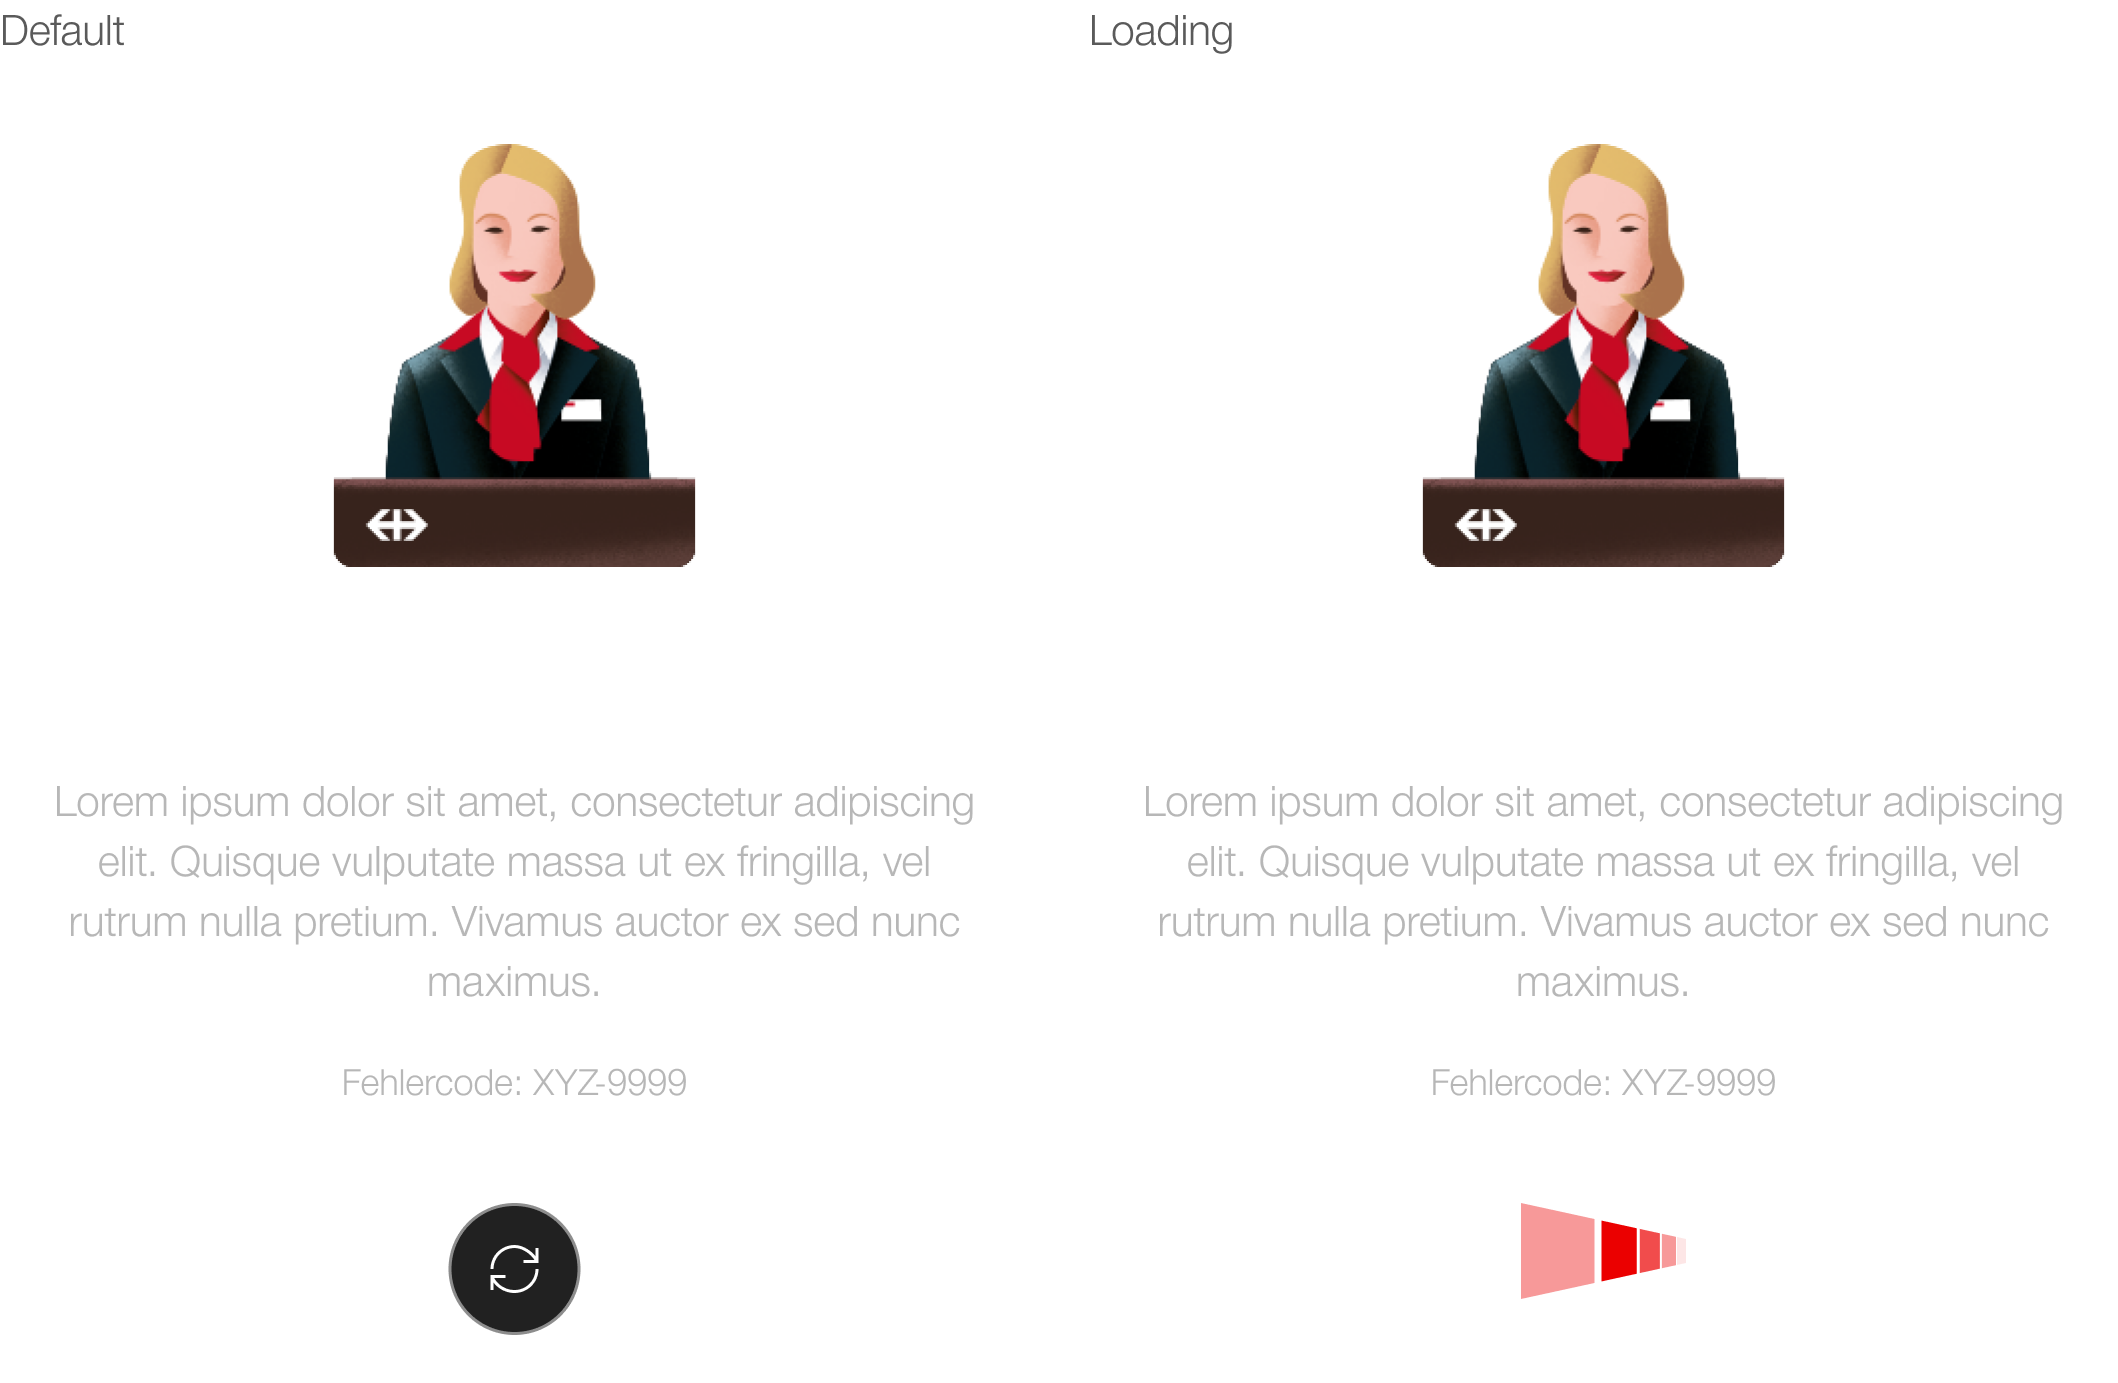 Default
Lorem ipsum dolor sit amet, consectetur adipiscing
elit. Quisque vulputate massa ut ex fringilla, vel
rutrum nulla pretium. Vivamus auctor ex sed nunc
maximus.
Fehlercode: XYZ-9999
Loading
Lorem ipsum dolor sit amet, consectetur adipiscing
elit. Quisque vulputate massa ut ex fringilla, vel
rutrum nulla pretium. Vivamus auctor ex sed nunc
maximus.
Fehlercode: XYZ-9999